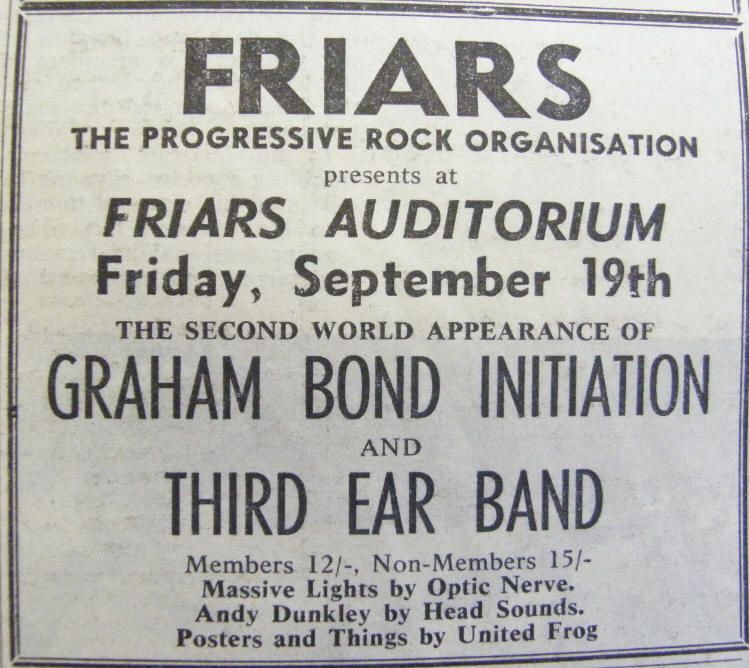 FRIARS
THE PROGRESSIVE ROCK ORGANISATION
presents at
FRIARS AUDITORIUM
Friday, September 19th
THE SECOND WORLD APPEARANCE OF
GRAHAM BOND INITIATION
AND
THIRD EAR BAND
Members 12/-, Non-Members 15/-
Massive Lights by Optic Nerve.
Andy Dunkley by Head Sounds.
Posters and Things by United Frog